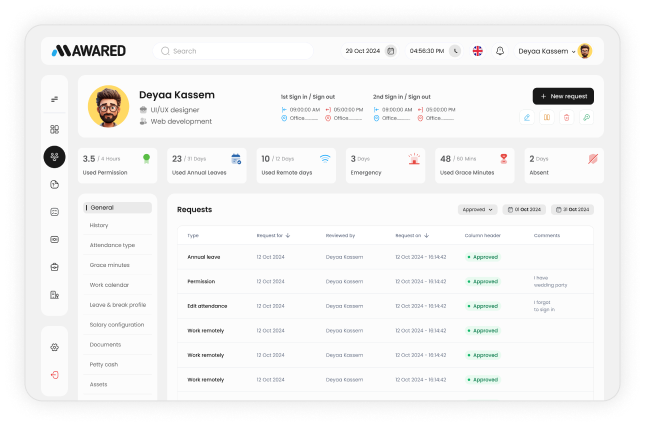 AWARED
Search
29 Oct 2024
04:56:30 PM
Deyaa Kassem
Deyaa Kassem
UI/UX designer
Web development
1st Sign in / Sign out
09:00:00 AM
05:00:00 PM
Office...........
Office...........
2nd Sign in / Sign out
09:00:00 AM
05:00:00 PM
Office...........
Office...........
+ New request
3.5 / 4 Hours
Used Permission
23 / 31 Days
Used Annual Leaves
10 / 12 Days
Used Remote days
3 Days
Emergency
48 / 60 Mins
Used Grace Minutes
2 Days
Absent
General
History
Attendance type
Grace minutes
Work calendar
Leave & break profile
Salary configuration
Documents
Petty cash
Assets
Requests
Approved
01 Oct 2024
31 Oct 2024
Type Request for Reviewed by Request on Column header Comments
Annual leave 12 Oct 2024 Deyaa Kassem 12 Oct 2024 - 16:14:42 Approved
Permission 12 Oct 2024 Deyaa Kassem 12 Oct 2024 - 16:14:42 Approved I have
wedding party
Edit attendance 12 Oct 2024 Deyaa Kassem 12 Oct 2024 - 16:14:42 Approved I forgot
to sign in
Work remotely 12 Oct 2024 Deyaa Kassem 12 Oct 2024 - 16:14:42 Approved
Work remotely 12 Oct 2024 Deyaa Kassem 12 Oct 2024 - 16:14:42 Approved
Work remotely 12 Oct 2024 Deyaa Kassem 12 Oct 2024 - 16:14:42 Approved